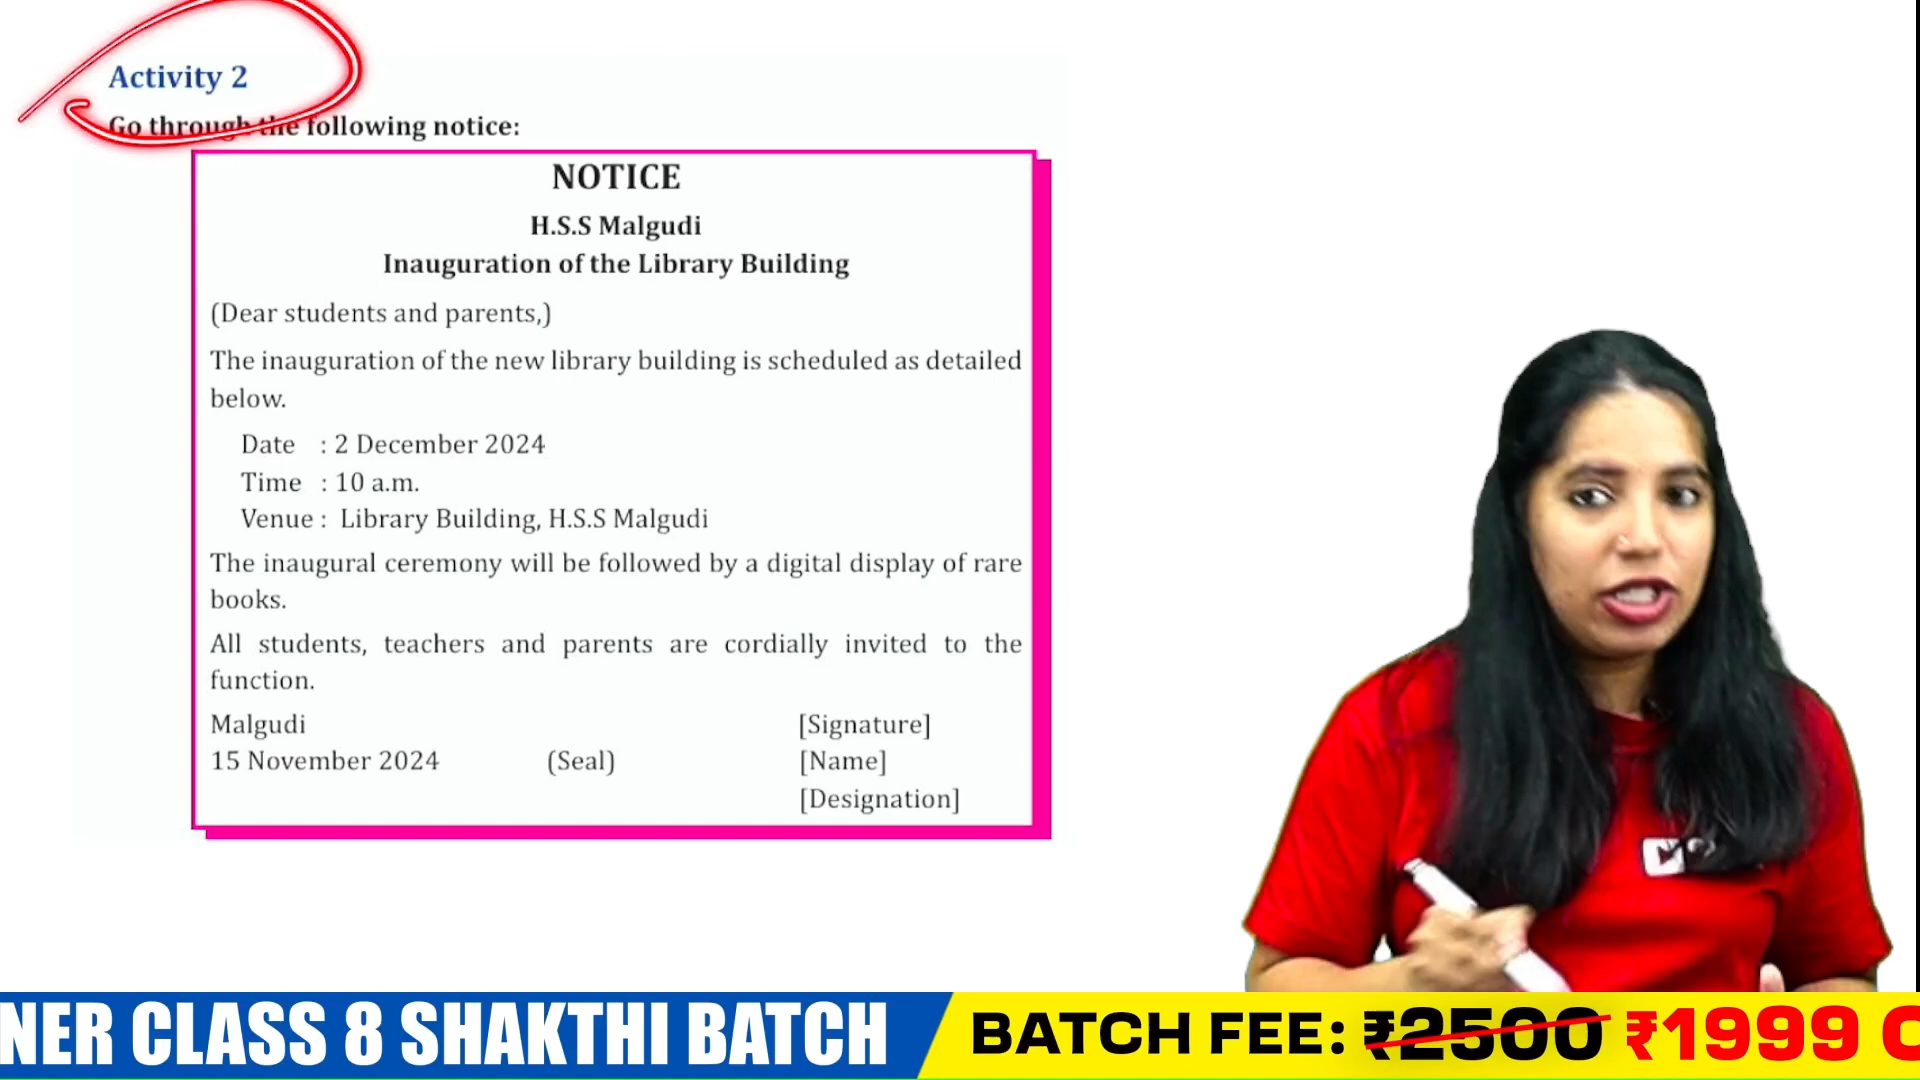 Activity 2
Go through the following notice:
NOTICE
H.S.S Malgudi
Inauguration of the Library Building
(Dear students and parents,)
The inauguration of the new library building is scheduled as detailed
below.
Date : 2 December 2024
Time : 10 a.m.
Venue : Library Building, H.S.S Malgudi
The inaugural ceremony will be followed by a digital display of rare
books.
All students, teachers and parents are cordially invited to the
function.
Malgudi [Signature]
15 November 2024 (Seal) [Name]
[Designation]
NER CLASS 8 SHAKTHI BATCH BATCH FEE: ₹2500 ₹1999